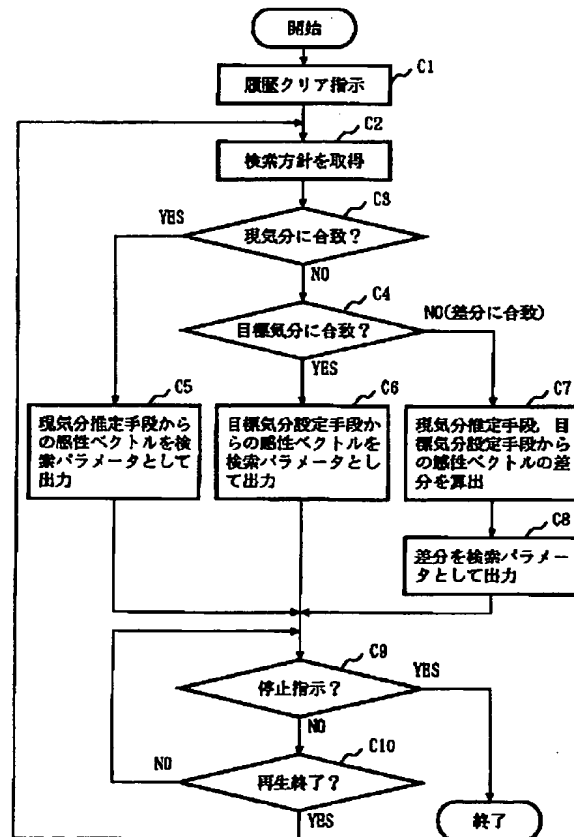 開始
C1
履歴クリア指示
C2
検索方針を取得
C3
YES
現気分に合致？
NO
C4
NO(差分に合致)
目標気分に合致？
YES
C5
現気分推定手段から
の感性ベクトルを検
索パラメータとして
出力
C6
目標気分設定手段か
らの感性ベクトルを
検索パラメータとし
て出力
C7
現気分推定手段，目
標気分設定手段から
の感性ベクトルの差
分を算出
C8
差分を検索パラメー
タとして出力
C9
YES
停止指示？
NO
C10
NO
再生終了？
YES
終了